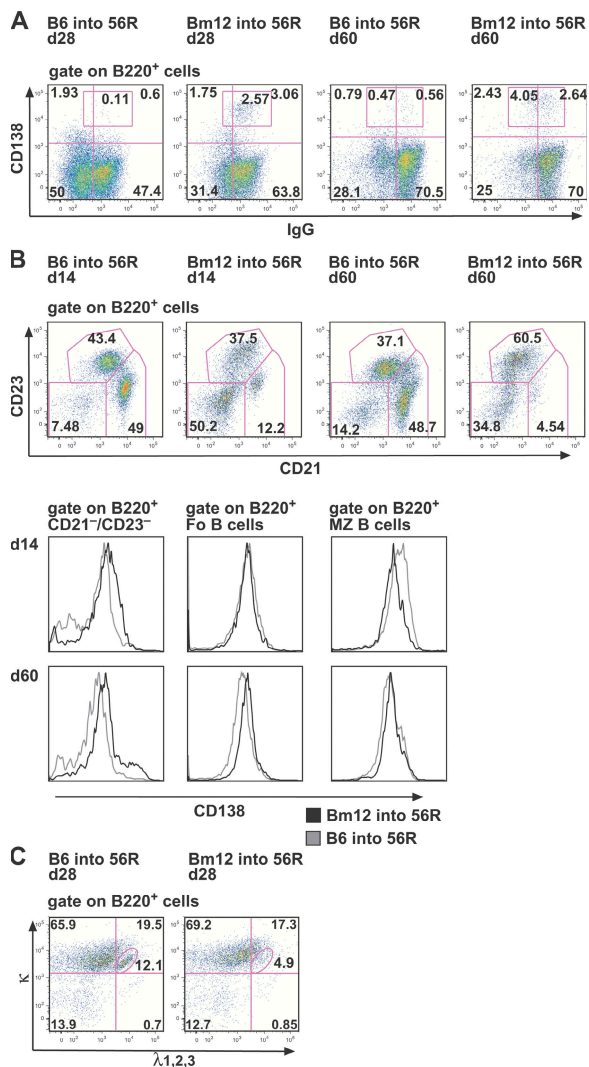 A
B6 into 56R Bm12 into 56R B6 into 56R Bm12 into 56R
d28 d28 d60 d60
gate on B220+ cells
1.93 0.11 0.6 1.75 2.57 3.06 0.79 0.47 0.56 2.43 4.05 2.64
CD138
50 47.4 31.4 63.8 28.1 70.5 25 70
IgG
B
B6 into 56R Bm12 into 56R B6 into 56R Bm12 into 56R
d14 d14 d60 d60
gate on B220+ cells
43.4 37.5 37.1 60.5
CD23
7.48 49 50.2 12.2 14.2 48.7 34.8 4.54
CD21
gate on B220+ gate on B220+ gate on B220+
CD21–/CD23– Fo B cells MZ B cells
d14
d60
CD138
Bm12 into 56R
B6 into 56R
C
B6 into 56R Bm12 into 56R
d28 d28
gate on B220+ cells
65.9 19.5 69.2 17.3
12.1 4.9
κ
13.9 0.7 12.7 0.85
λ1,2,3